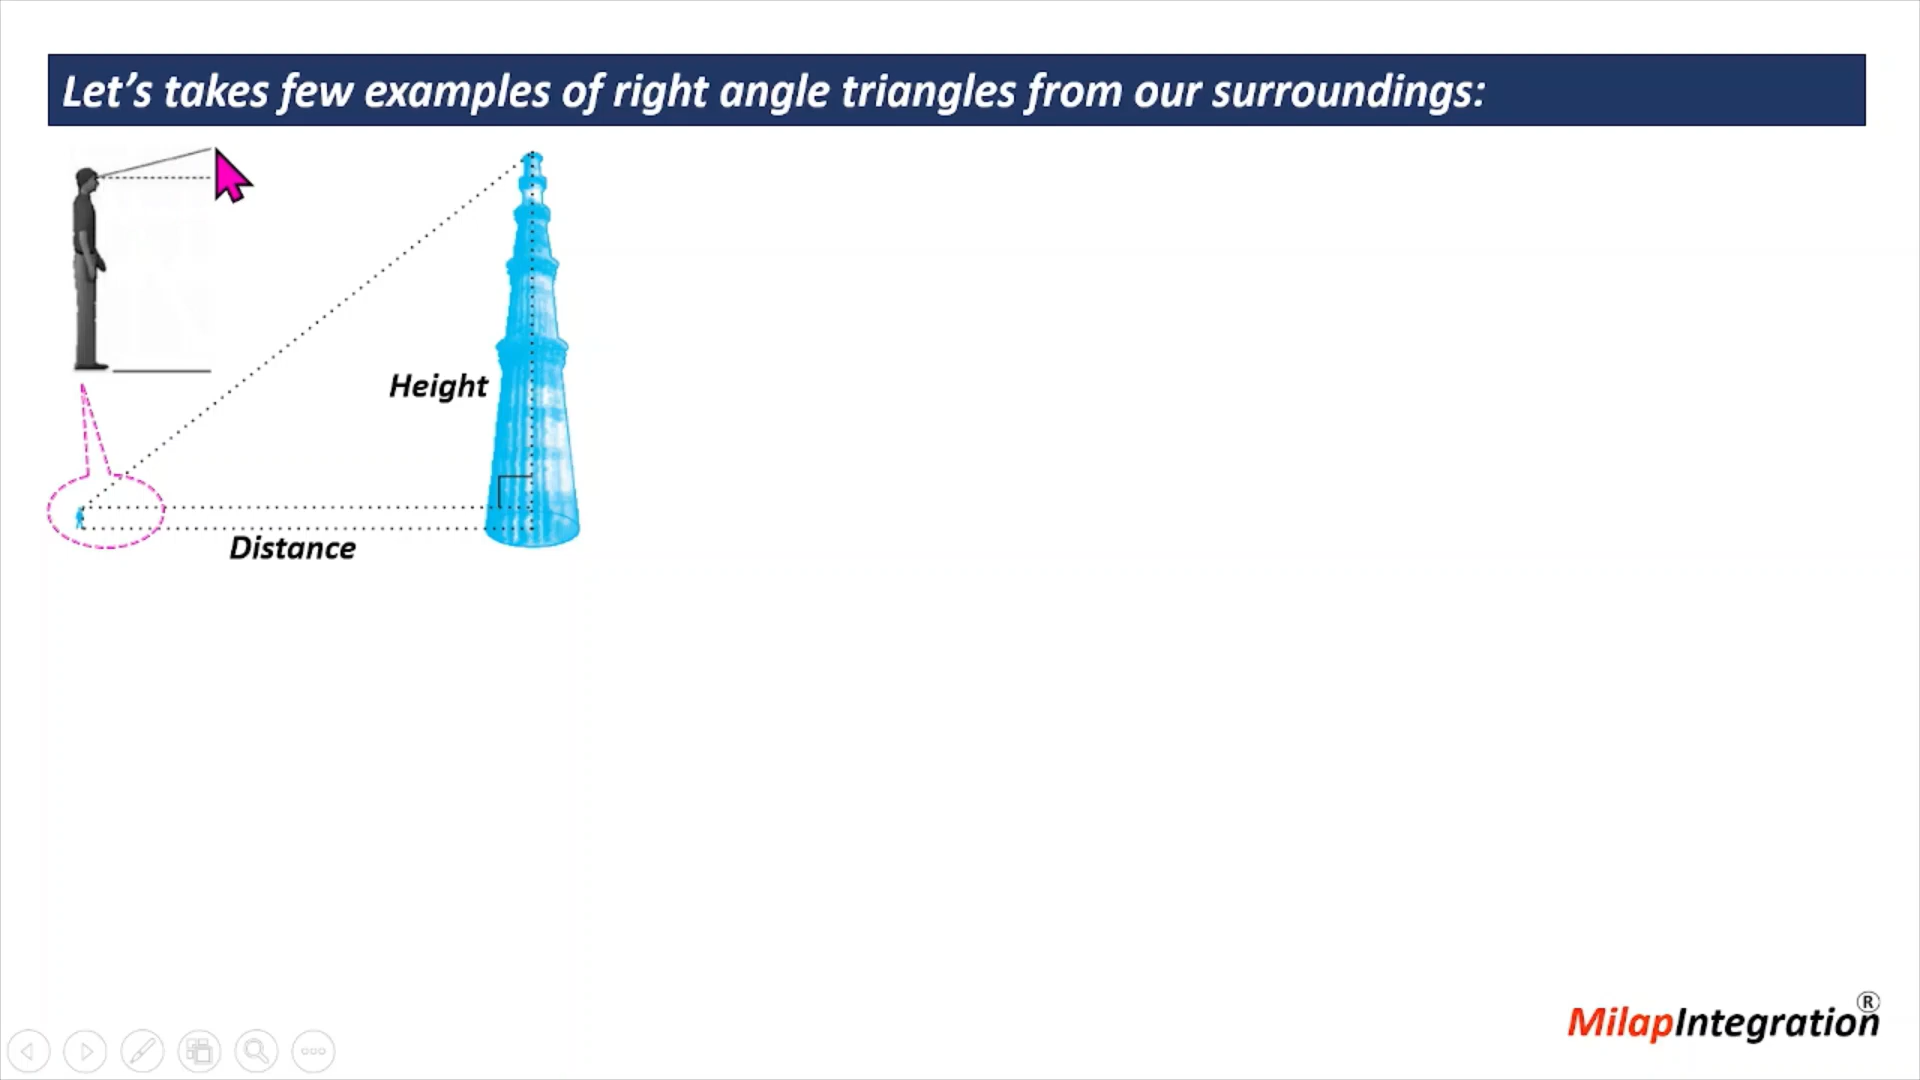 Let’s takes few examples of right angle triangles from our surroundings:
Height
Distance
MilapIntegration®